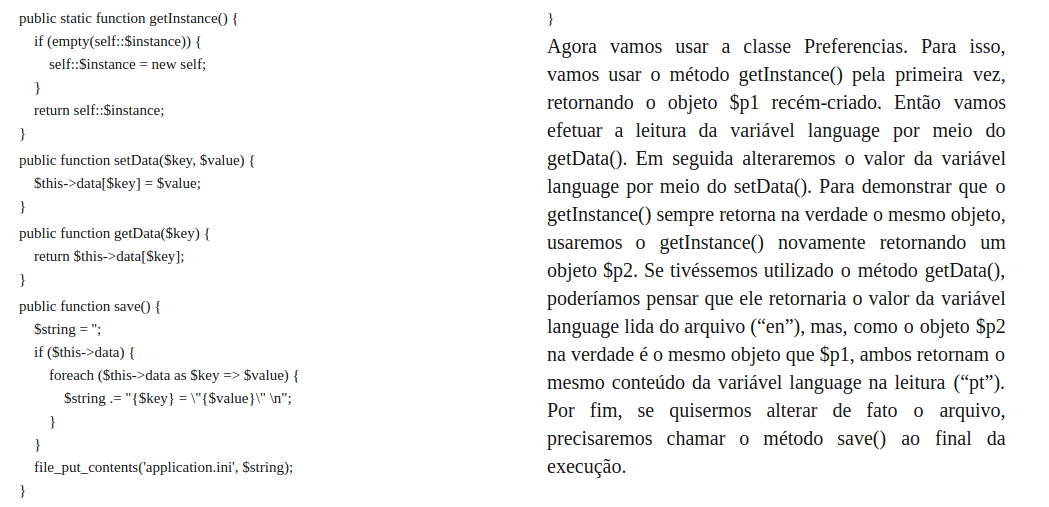 public static function getInstance() {
if (empty(self::$instance)) {
self::$instance = new self;
}
return self::$instance;
}
public function setData($key, $value) {
$this->data[$key] = $value;
}
public function getData($key) {
return $this->data[$key];
}
public function save() {
$string = '';
if ($this->data) {
foreach ($this->data as $key => $value) {
$string .= "{$key} = \"{$value}\" \n";
}
}
file_put_contents('application.ini', $string);
}
}
Agora vamos usar a classe Preferencias. Para isso,
vamos usar o método getInstance() pela primeira vez,
retornando o objeto $p1 recém-criado. Então vamos
efetuar a leitura da variável language por meio do
getData(). Em seguida alteraremos o valor da variável
language por meio do setData(). Para demonstrar que o
getInstance() sempre retorna na verdade o mesmo objeto,
usaremos o getInstance() novamente retornando um
objeto $p2. Se tivéssemos utilizado o método getData(),
poderíamos pensar que ele retornaria o valor da variável
language lida do arquivo (“en”), mas, como o objeto $p2
na verdade é o mesmo objeto que $p1, ambos retornam o
mesmo conteúdo da variável language na leitura (“pt”).
Por fim, se quisermos alterar de fato o arquivo,
precisaremos chamar o método save() ao final da
execução.